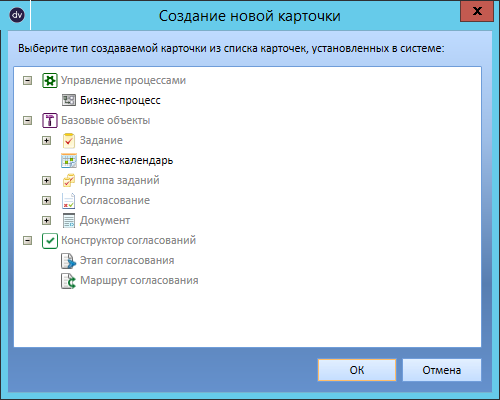 dv
Создание новой карточки
X
Выберите тип создаваемой карточки из списка карточек, установленных в системе:
Управление процессами
Бизнес-процесс
Базовые объекты
Задание
Бизнес-календарь
Группа заданий
Согласование
Документ
Конструктор согласований
Этап согласования
Маршрут согласования
ОК
Отмена